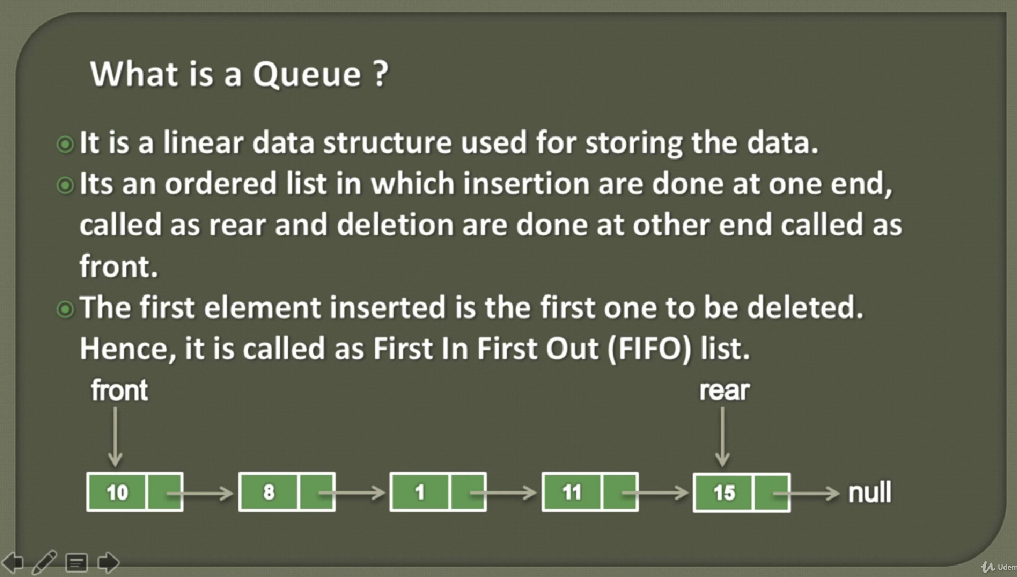 What is a Queue ?
It is a linear data structure used for storing the data.
Its an ordered list in which insertion are done at one end,
called as rear and deletion are done at other end called as
front.
The first element inserted is the first one to be deleted.
Hence, it is called as First In First Out (FIFO) list.
front rear
10 8 1 11 15 null